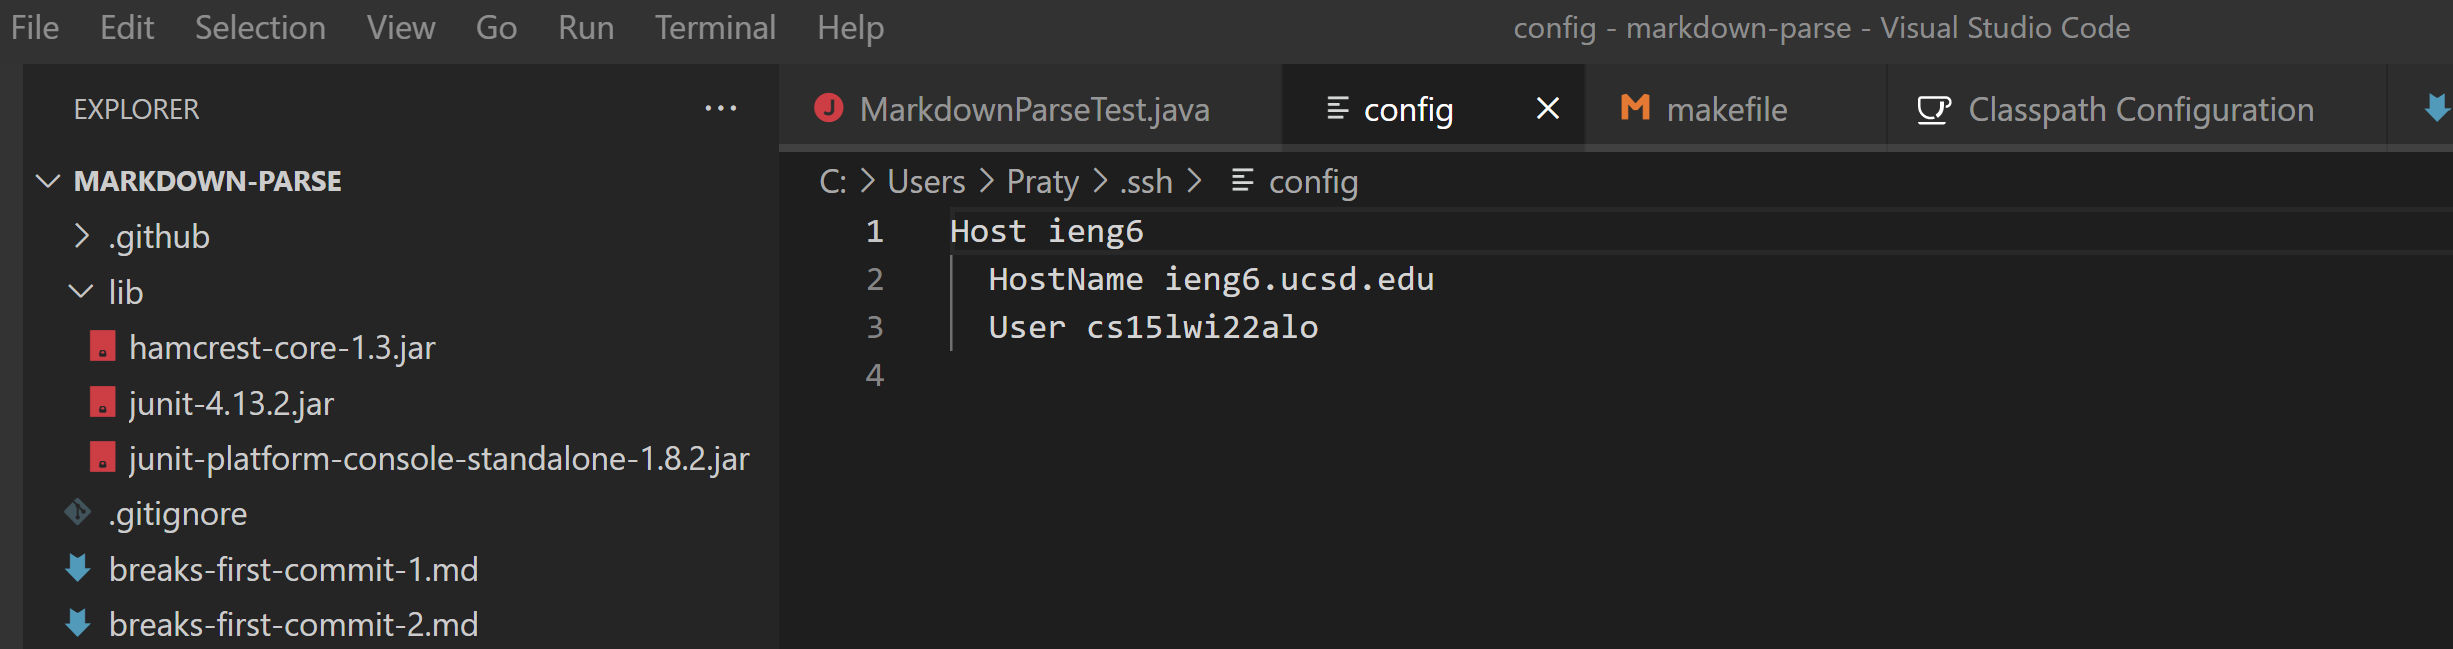 File Edit Selection View Go Run Terminal Help config - markdown-parse - Visual Studio Code
EXPLORER ···
MarkdownParseTest.java config makefile Classpath Configuration
MARKDOWN-PARSE
.github
lib
hamcrest-core-1.3.jar
junit-4.13.2.jar
junit-platform-console-standalone-1.8.2.jar
.gitignore
breaks-first-commit-1.md
breaks-first-commit-2.md
C: > Users > Praty > .ssh > config
1 Host ieng6
2 HostName ieng6.ucsd.edu
3 User cs15lwi22alo
4